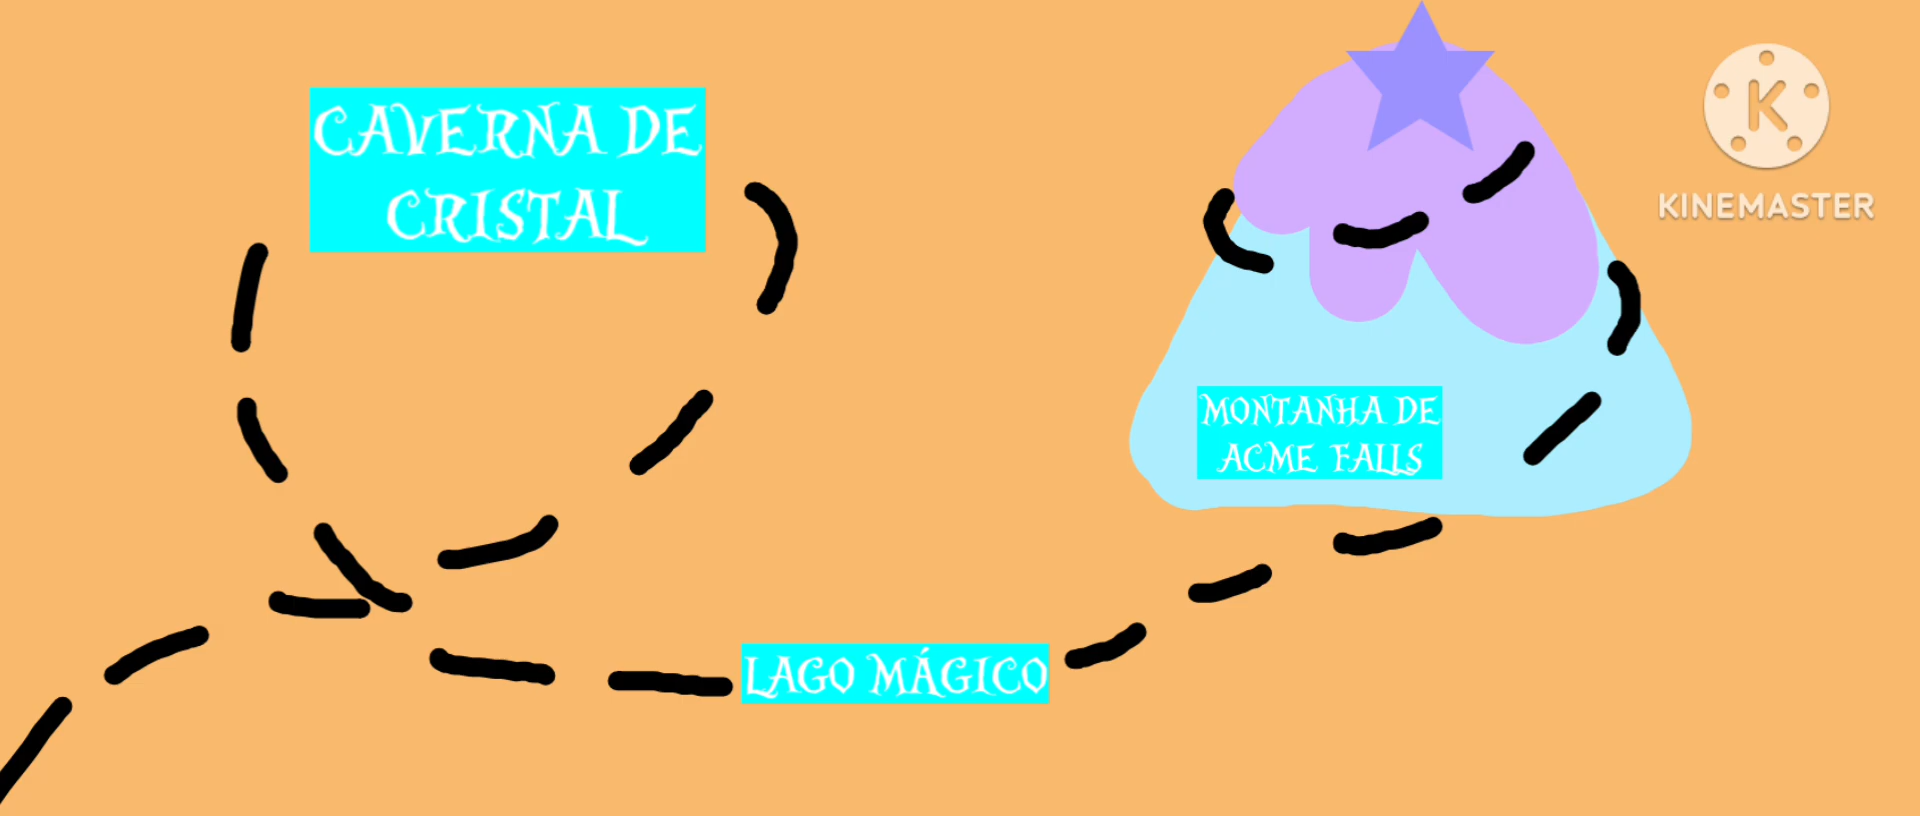 CAVERNA DE
CRISTAL
K
KINEMASTER
MONTANHA DE
ACME FALLS
LAGO MÁGICO